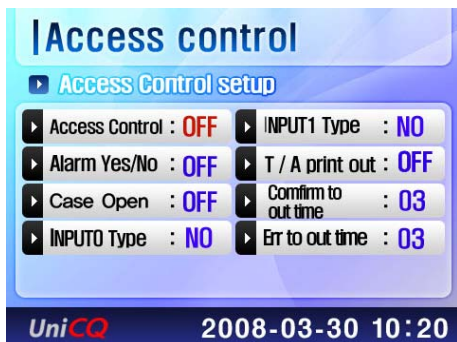 Access control
Access Control setup
Access Control : OFF
INPUT1 Type : NO
Alarm Yes/No : OFF
T / A print out : OFF
Case Open : OFF
Comfirm to
out time : 03
INPUT0 Type : NO
Err to out time : 03
UniCQ 2008-03-30 10:20